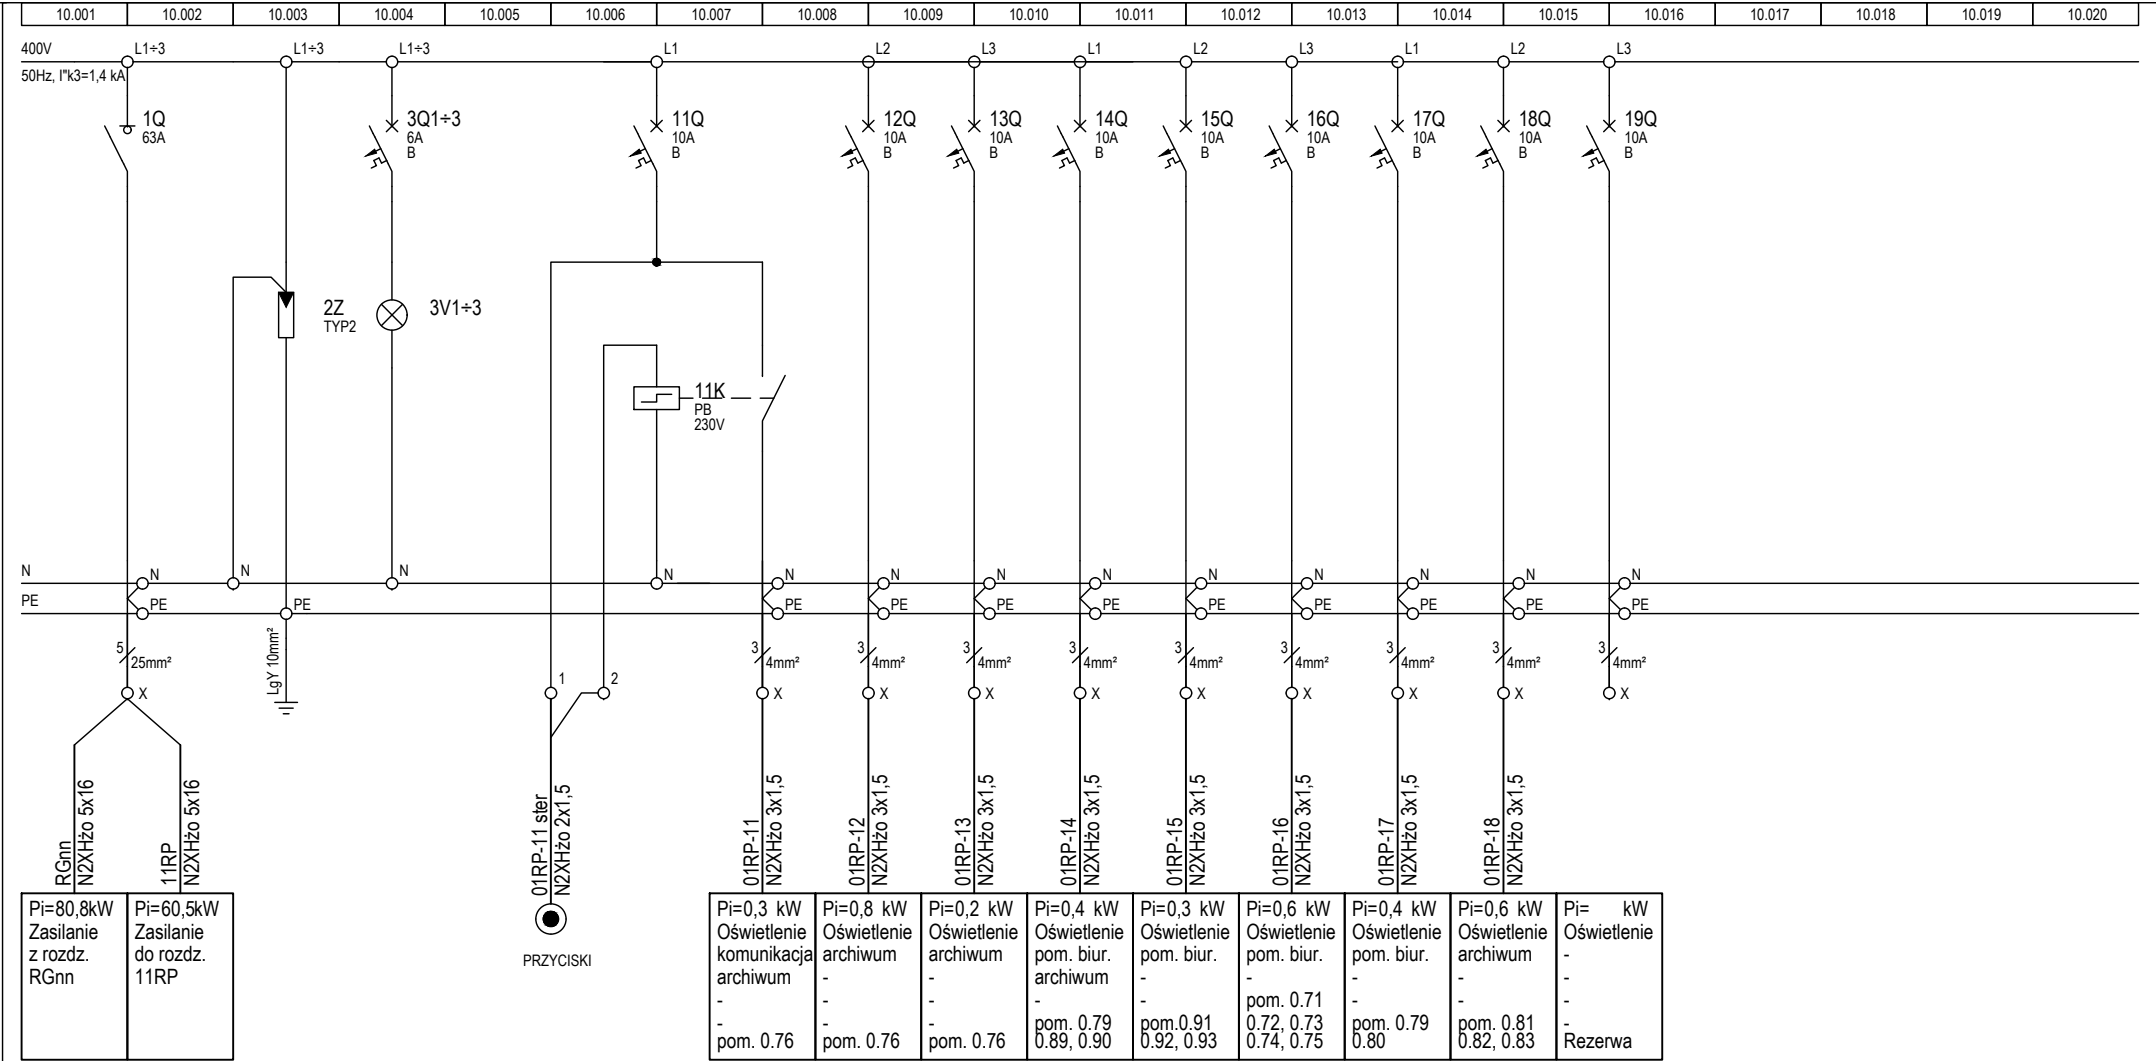 10.001 10.002 10.003 10.004 10.005 10.006 10.007 10.008 10.009 10.010 10.011 10.012 10.013 10.014 10.015 10.016 10.017 10.018 10.019 10.020
400V L1÷3 L1÷3 L1÷3 L1 L2 L3 L1 L2 L3 L1 L2 L3
50Hz, I"k3=1,4 kA
1Q
63A
3Q1÷3
6A
B
11Q
10A
B
12Q
10A
B
13Q
10A
B
14Q
10A
B
15Q
10A
B
16Q
10A
B
17Q
10A
B
18Q
10A
B
19Q
10A
B
2Z
TYP2
3V1÷3
11K
PB
230V
N N N N N N N N N N N N N N
PE PE PE PE PE PE PE PE PE PE PE PE
5 25mm²
LgY 10mm²
3 4mm² 3 4mm² 3 4mm² 3 4mm² 3 4mm² 3 4mm² 3 4mm² 3 4mm² 3 4mm²
X 1 2 X X X X X X X X X
RGnn
N2XHżo 5x16
11RP
N2XHżo 5x16
01RP-11 ster
N2XHżo 2x1,5
01RP-11
N2XHżo 3x1,5
01RP-12
N2XHżo 3x1,5
01RP-13
N2XHżo 3x1,5
01RP-14
N2XHżo 3x1,5
01RP-15
N2XHżo 3x1,5
01RP-16
N2XHżo 3x1,5
01RP-17
N2XHżo 3x1,5
01RP-18
N2XHżo 3x1,5
Pi=80,8kW
Zasilanie
z rozdz.
RGnn
Pi=60,5kW
Zasilanie
do rozdz.
11RP
PRZYCISKI
Pi=0,3 kW
Oświetlenie
komunikacja
archiwum
-
-
pom. 0.76
Pi=0,8 kW
Oświetlenie
archiwum
-
-
-
pom. 0.76
Pi=0,2 kW
Oświetlenie
archiwum
-
-
-
pom. 0.76
Pi=0,4 kW
Oświetlenie
pom. biur.
archiwum
-
pom. 0.79
0.89, 0.90
Pi=0,3 kW
Oświetlenie
pom. biur.
-
-
pom.0.91
0.92, 0.93
Pi=0,6 kW
Oświetlenie
pom. biur.
-
pom. 0.71
0.72, 0.73
0.74, 0.75
Pi=0,4 kW
Oświetlenie
pom. biur.
-
-
pom. 0.79
0.80
Pi=0,6 kW
Oświetlenie
archiwum
-
-
pom. 0.81
0.82, 0.83
Pi= kW
Oświetlenie
-
-
-
-
Rezerwa